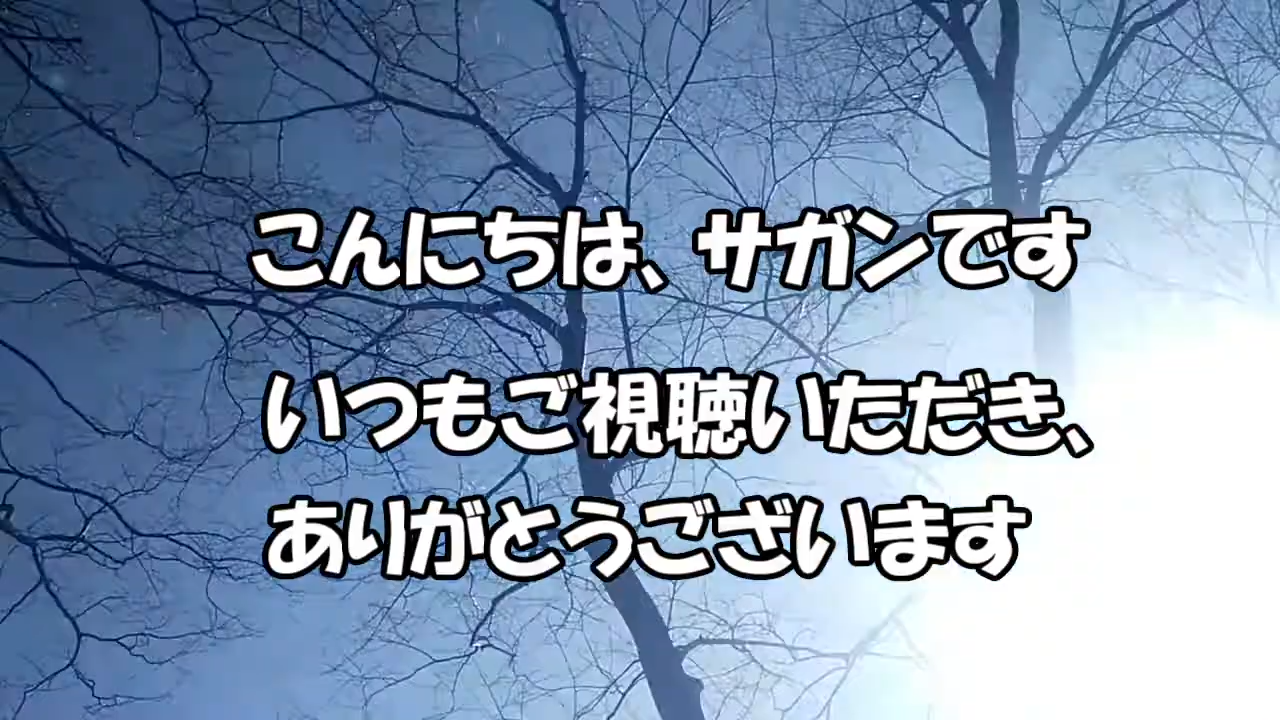 こんにちは、サガンです
いつもご視聴いただき、
ありがとうございます